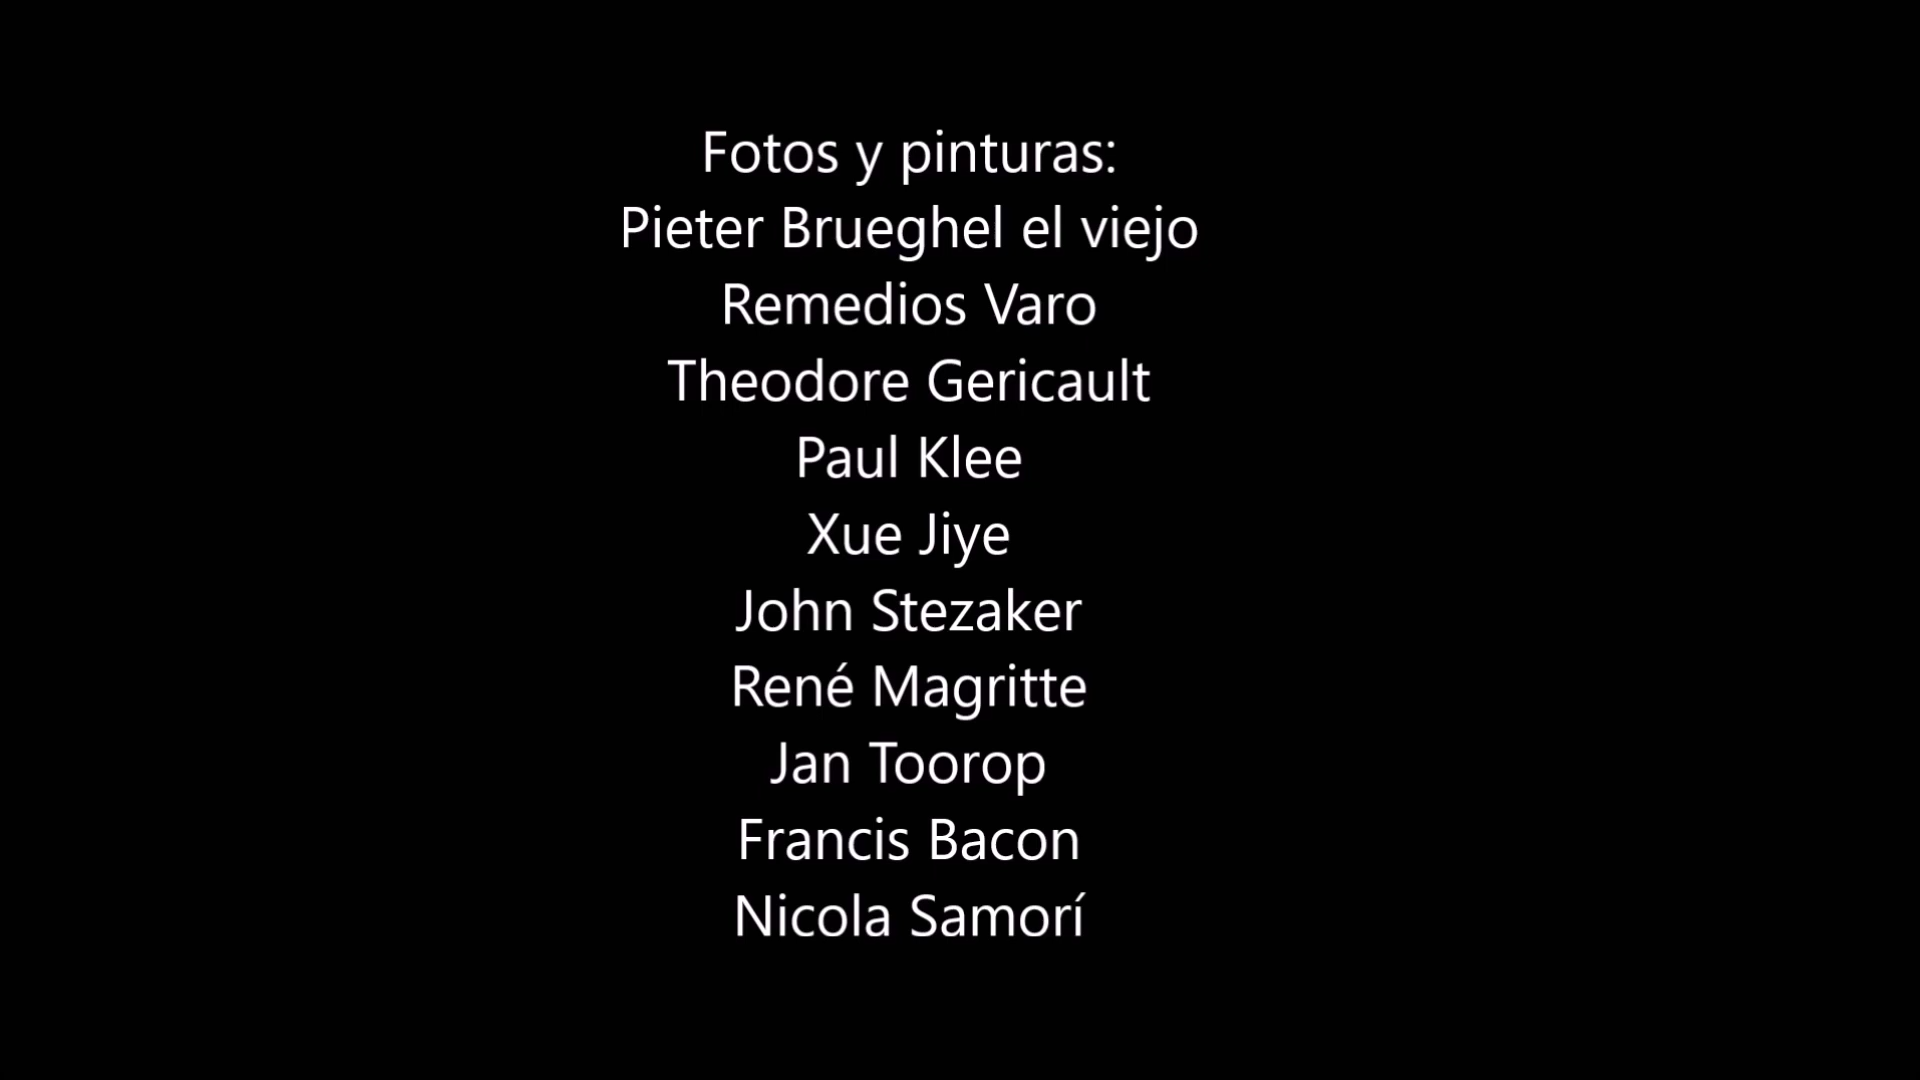 Fotos y pinturas:
Pieter Brueghel el viejo
Remedios Varo
Theodore Gericault
Paul Klee
Xue Jiye
John Stezaker
René Magritte
Jan Toorop
Francis Bacon
Nicola Samorí